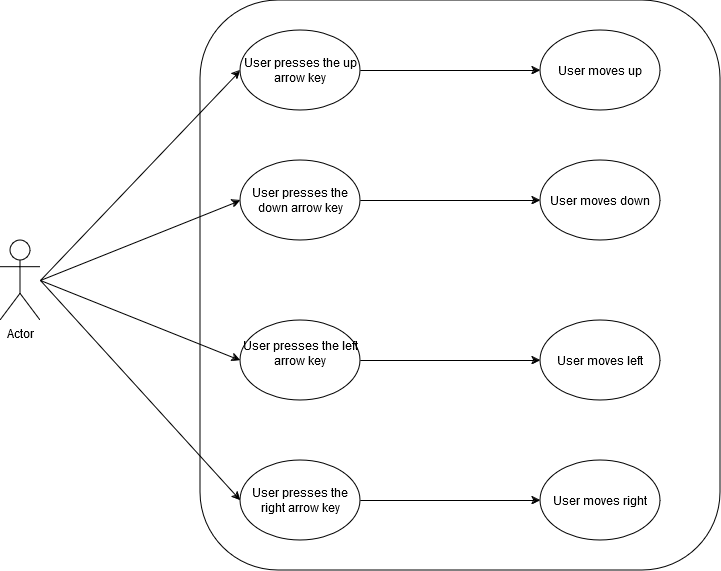 User presses the up
arrow key
User moves up
User presses the
down arrow key
User moves down
Actor
User presses the left
arrow key
User moves left
User presses the
right arrow key
User moves right